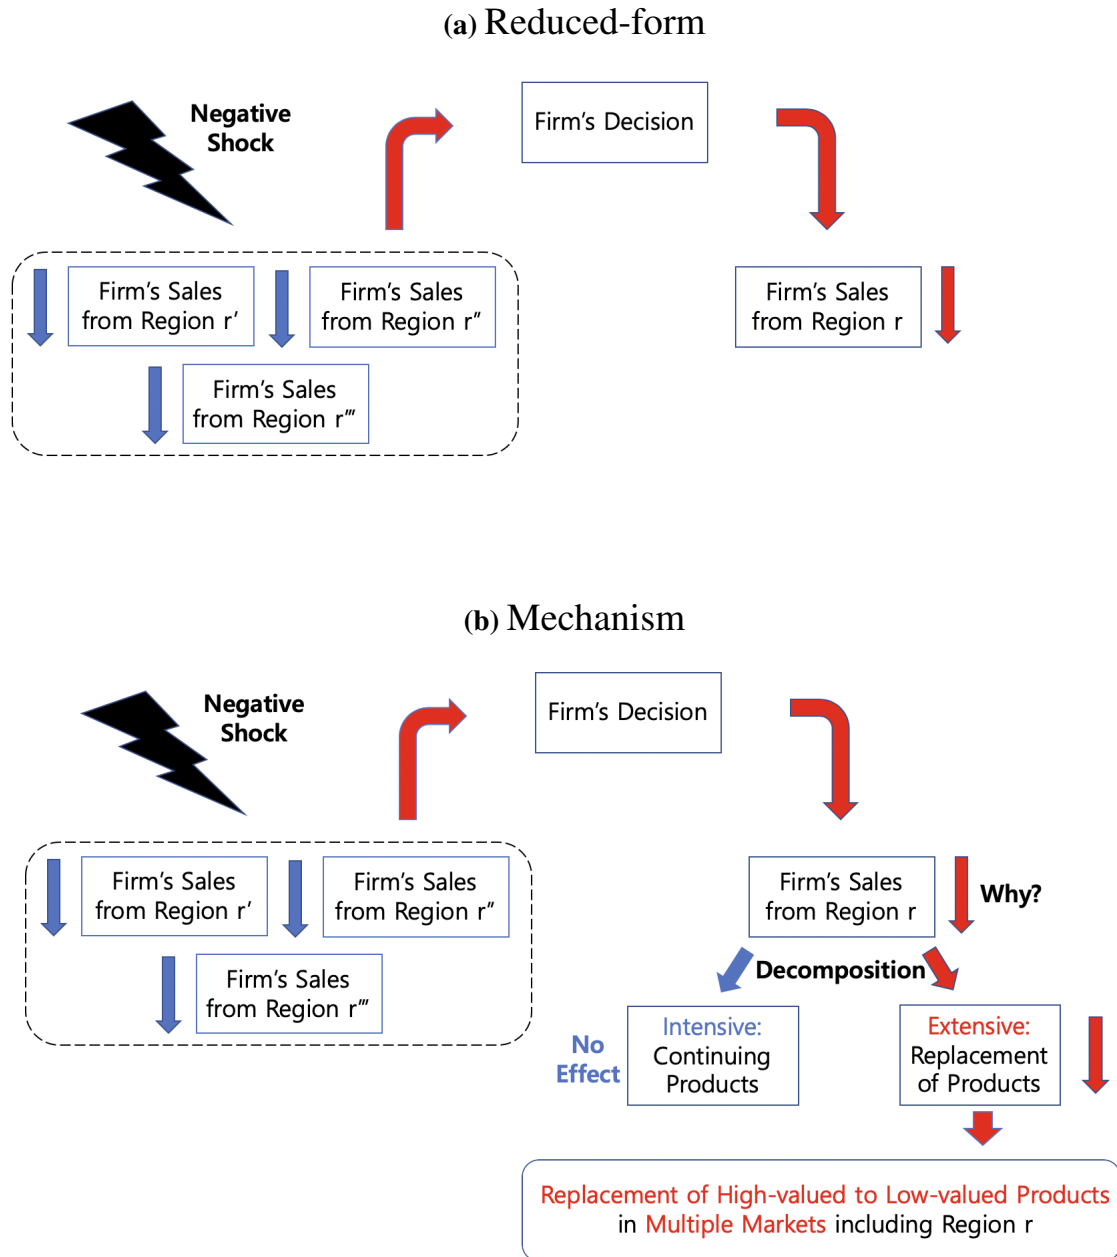 (a) Reduced-form
Negative
Shock
Firm's Decision
Firm's Sales
from Region r'
Firm's Sales
from Region r"
Firm's Sales
from Region r‴
Firm's Sales
from Region r
(b) Mechanism
Negative
Shock
Firm's Decision
Firm's Sales
from Region r'
Firm's Sales
from Region r"
Firm's Sales
from Region r‴
Firm's Sales
from Region r
Why?
Decomposition
No
Effect
Intensive:
Continuing
Products
Extensive:
Replacement
of Products
Replacement of High-valued to Low-valued Products
in Multiple Markets including Region r